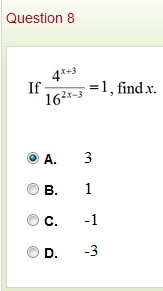 Question 8
If 4^{x+3} / 16^{2x-3} = 1, find x.
A. 3
B. 1
C. -1
D. -3